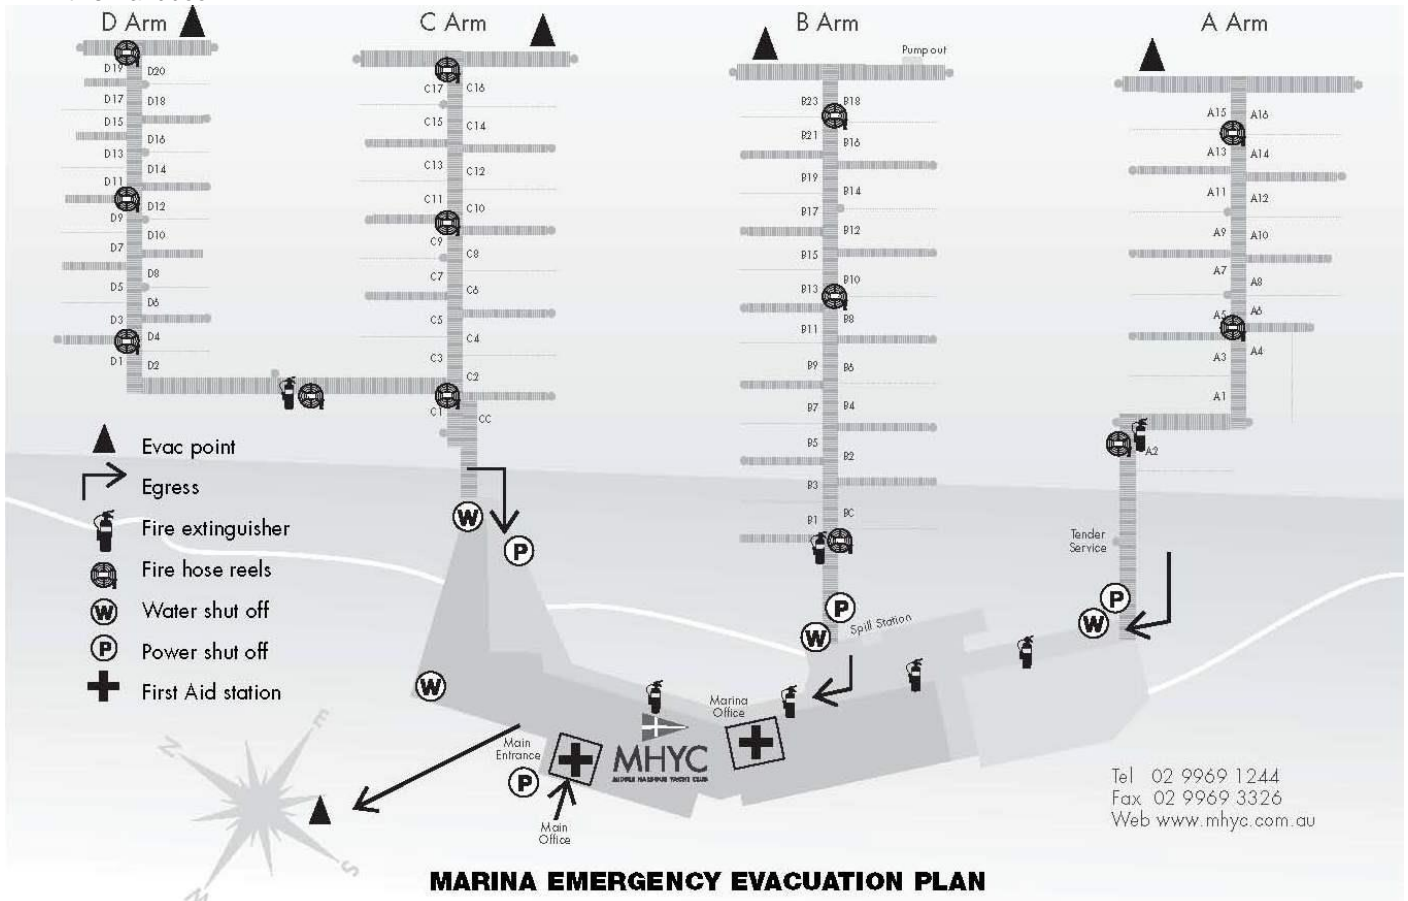 D Arm
C Arm
B Arm
A Arm
Pump out
D19
D20
D17
D18
D15
D16
D13
D14
D11
D12
D9
D10
D7
D8
D5
D6
D3
D4
D1
D2
C17
C16
C15
C14
C13
C12
C11
C10
C9
C8
C7
C6
C5
C4
C3
C2
C1
CC
B23
B18
B21
B16
B19
B14
B17
B12
B15
B10
B13
B8
B11
B6
B9
B4
B7
B2
B5
B3
BC
B1
A15
A16
A13
A14
A11
A12
A9
A10
A7
A8
A5
A6
A3
A4
A1
A2
Evac point
Egress
Fire extinguisher
Fire hose reels
W
Water shut off
P
Power shut off
First Aid station
W
P
W
P
W
P
W
P
Tender
Service
Spill Station
Marina
Office
Main
Entrance
Main
Office
MHYC
MIDDLE HARBOUR YACHT CLUB
N
E
S
W
Tel 02 9969 1244
Fax 02 9969 3326
Web www.mhyc.com.au
MARINA EMERGENCY EVACUATION PLAN